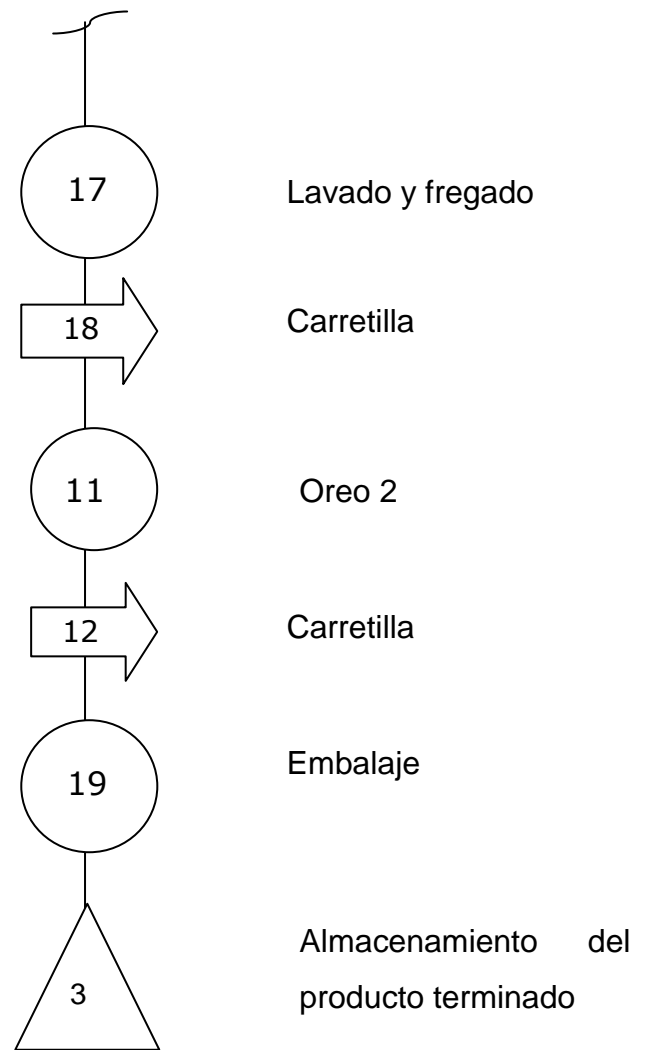 17 Lavado y fregado
18 Carretilla
11 Oreo 2
12 Carretilla
19 Embalaje
3 Almacenamiento del
producto terminado